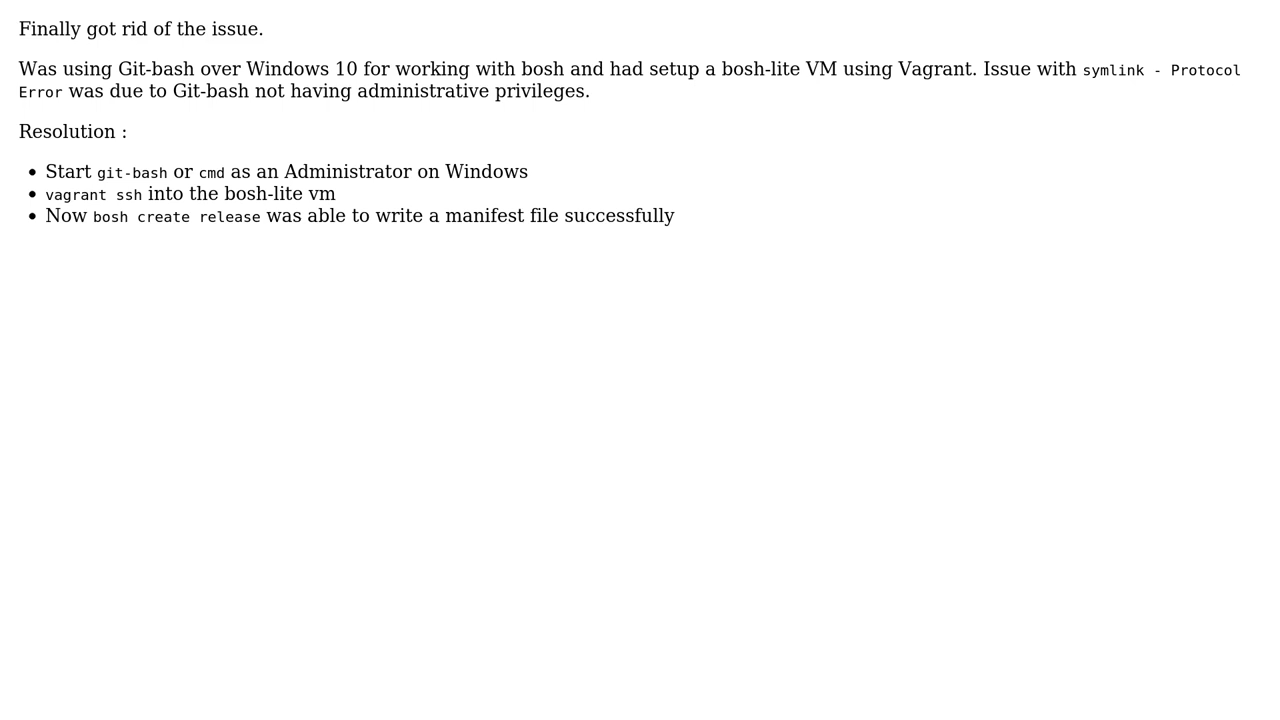 Finally got rid of the issue.
Was using Git-bash over Windows 10 for working with bosh and had setup a bosh-lite VM using Vagrant. Issue with symlink - Protocol
Error was due to Git-bash not having administrative privileges.
Resolution :
• Start git-bash or cmd as an Administrator on Windows
• vagrant ssh into the bosh-lite vm
• Now bosh create release was able to write a manifest file successfully